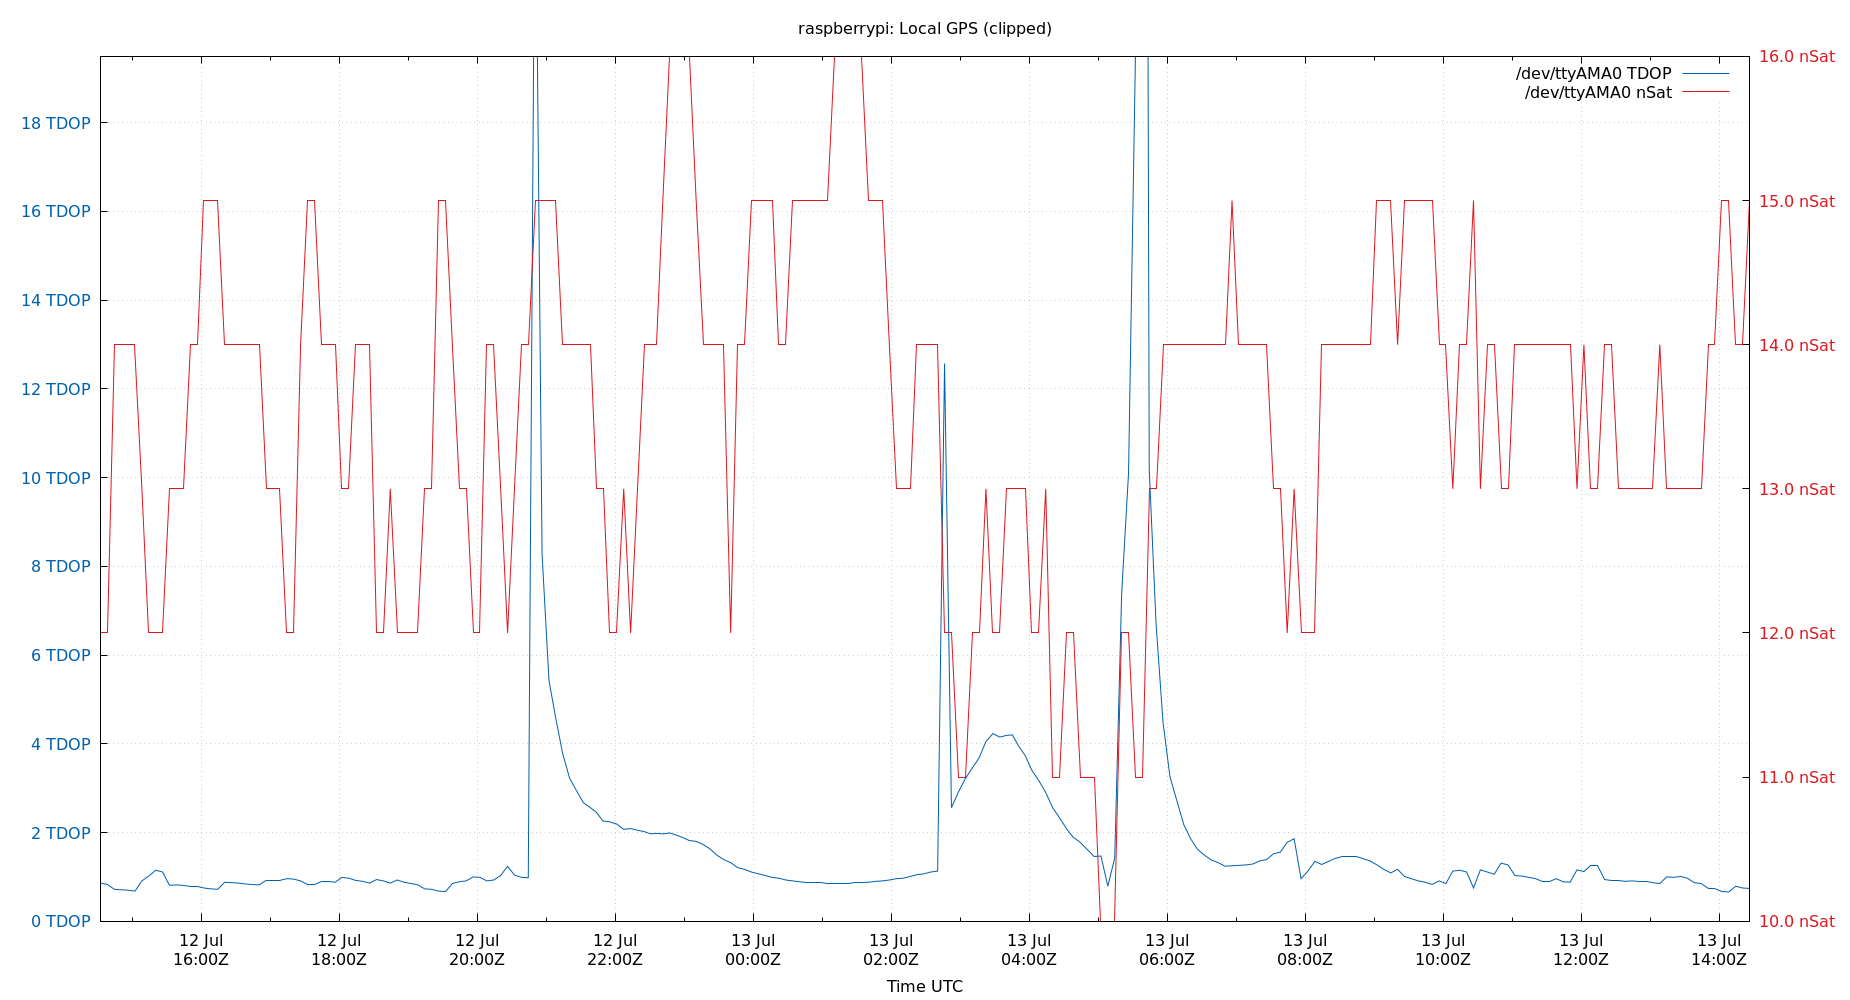 raspberrypi: Local GPS (clipped)
16.0 nSat
/dev/ttyAMA0 TDOP
/dev/ttyAMA0 nSat
18 TDOP
16 TDOP
15.0 nSat
14 TDOP
14.0 nSat
12 TDOP
10 TDOP
13.0 nSat
8 TDOP
12.0 nSat
6 TDOP
4 TDOP
11.0 nSat
2 TDOP
0 TDOP
10.0 nSat
12 Jul 12 Jul 12 Jul 12 Jul 13 Jul 13 Jul 13 Jul 13 Jul 13 Jul 13 Jul 13 Jul 13 Jul
16:00Z 18:00Z 20:00Z 22:00Z 00:00Z 02:00Z 04:00Z 06:00Z 08:00Z 10:00Z 12:00Z 14:00Z
Time UTC